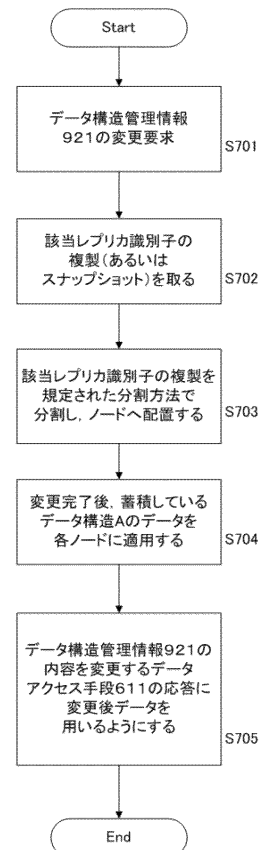 Start
データ構造管理情報
921の変更要求
S701
該当レプリカ識別子の
複製(あるいは
スナップショット)を取る
S702
該当レプリカ識別子の複製を
規定された分割方法で
分割し，ノードへ配置する
S703
変更完了後，蓄積している
データ構造Aのデータを
各ノードに適用する
S704
データ構造管理情報921の
内容を変更するデータ
アクセス手段611の応答に
変更後データを
用いるようにする
S705
End